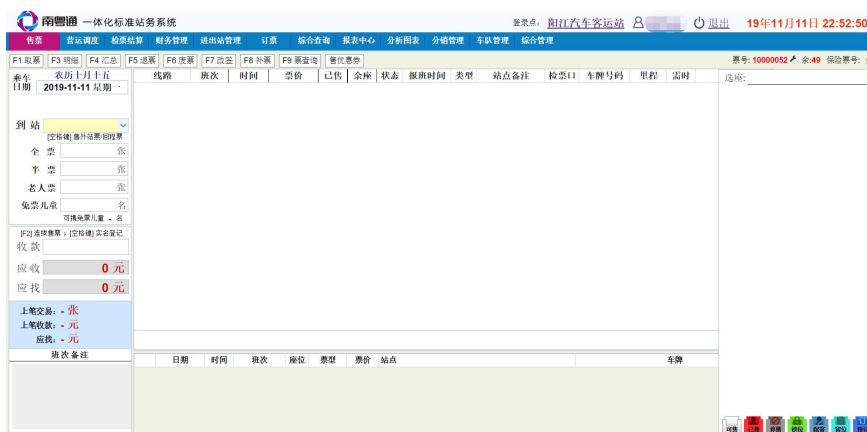 南粤通 一体化标准站务系统
登录点: 阳江汽车客运站 退出 19年11月11日 22:52:50
售票 营运调度 检票结算 财务管理 进出站管理 订票 综合查询 报表中心 分析图表 分销管理 车队管理 综合管理
F1 取票 F3 明细 F4 汇总 F5 退票 F6 废票 F7 改签 F8 补票 F9 票查询 售优惠券 票号: 10000052 余:49 保险票号:
乘车日期 农历十月十五
2019-11-11 星期一
线路 班次 时间 票价 已售 余座 状态 报班时间 类型 站点备注 检票口 车牌号码 里程 需时
选座:
到 站
[空格键] 售外站票/回程票
全 票 张
半 票 张
老人票 张
免票儿童 名
可携免票儿童 - 名
[F2] 连续售票 ; [空格键] 实名登记
收 款
应 收 0 元
应 找 0 元
上笔交易: - 张
上笔收款: - 元
应找: - 元
班次备注
日期 时间 班次 座位 票型 票价 站点 车牌
可售 已售 停售 锁位 配客 留位